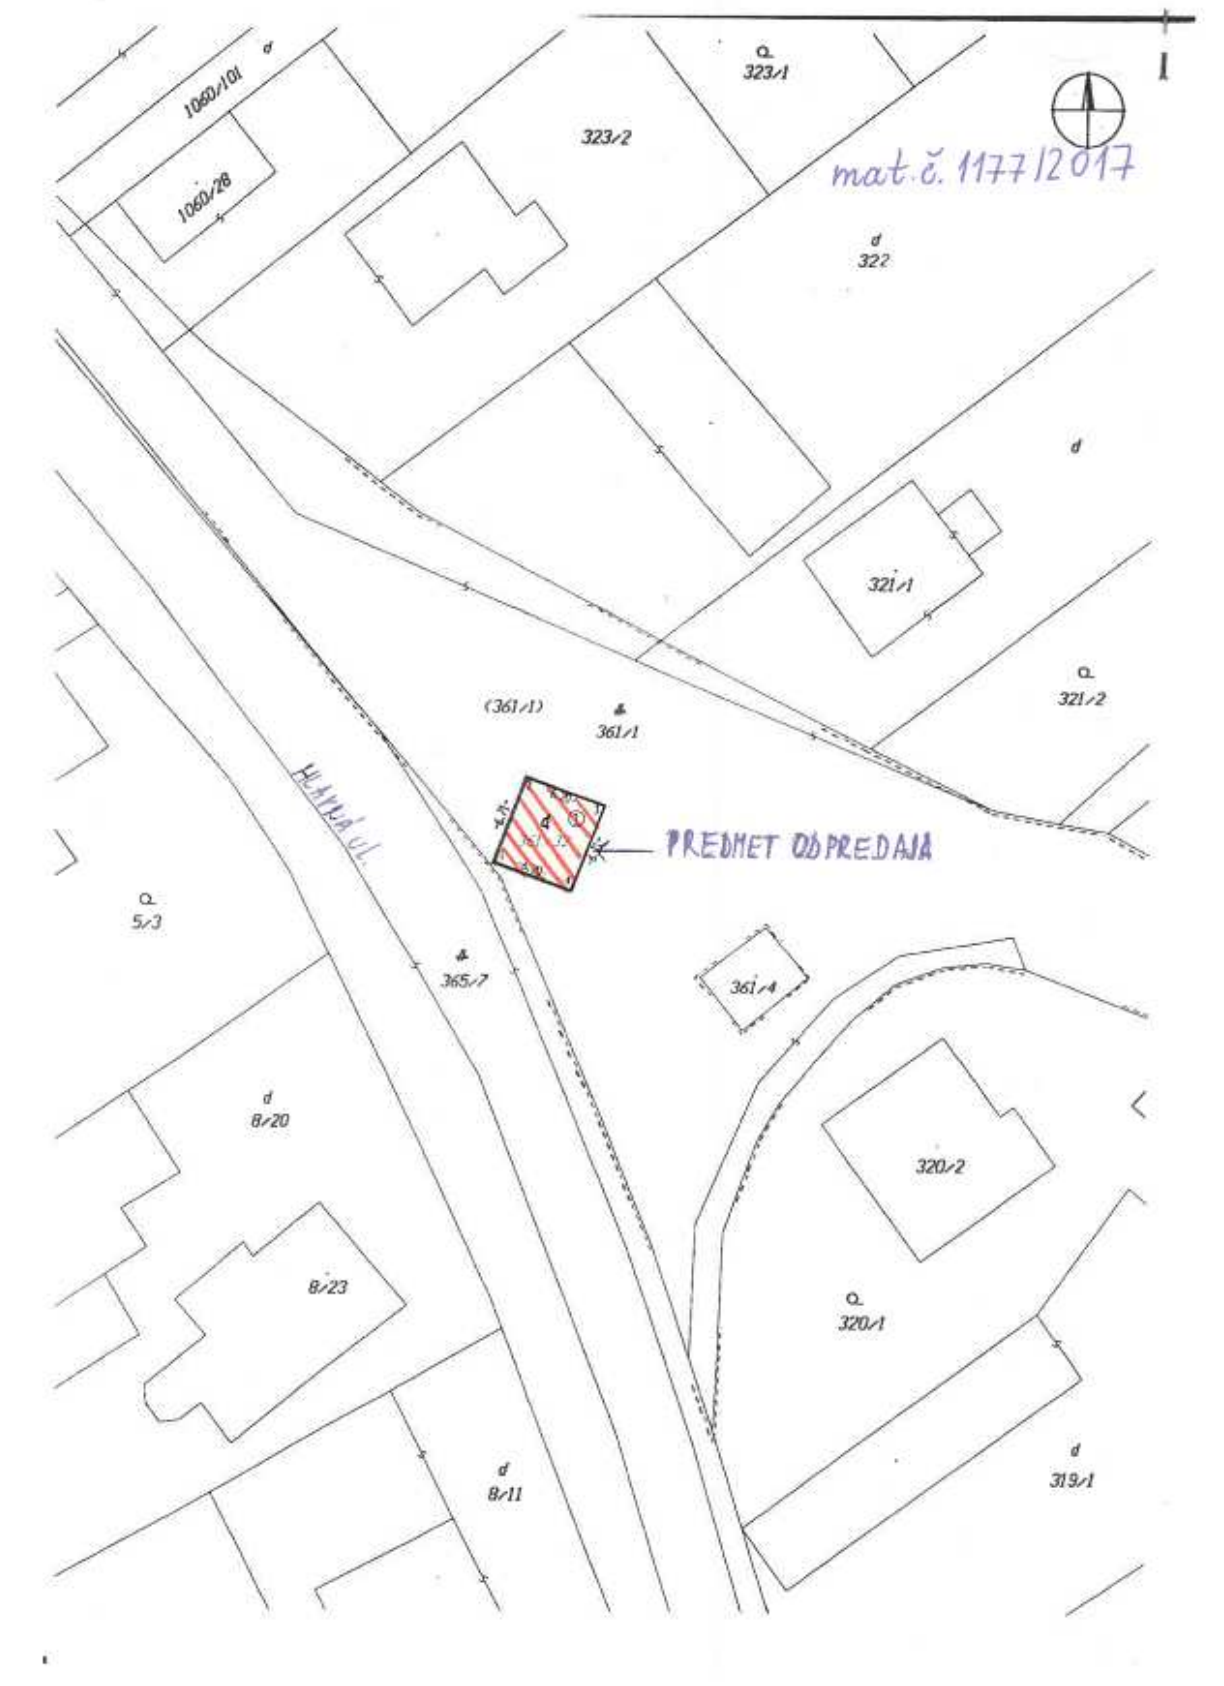 d
1060/101
Q
323/1
323/2
mat.č. 1177/2017
1060/28
d
322
d
321/1
Q
321/2
(361/1)
361/1
HLAVNÁ UL.
d
1
PREDMET ODPREDAJA
Q
5/3
365/7
361/4
d
8/20
320/2
8/23
Q
320/1
d
8/11
d
319/1